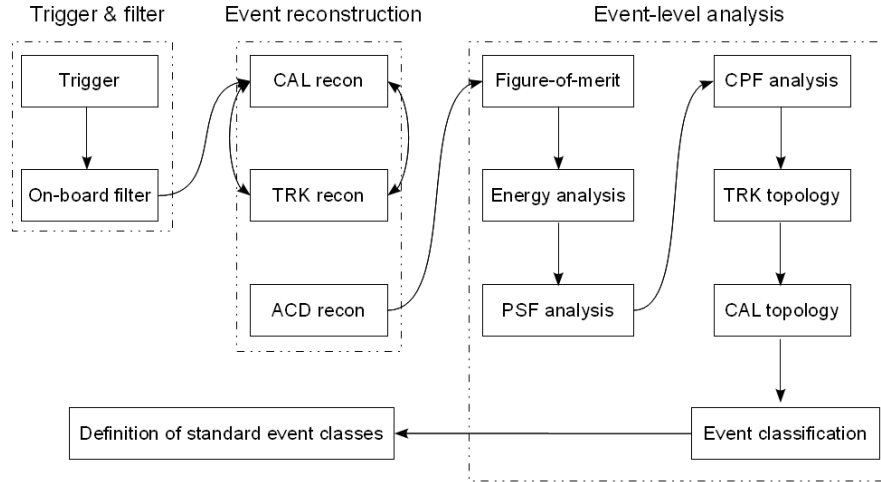 Trigger & filter
Event reconstruction
Event-level analysis
Trigger
CAL recon
Figure-of-merit
CPF analysis
On-board filter
TRK recon
Energy analysis
TRK topology
ACD recon
PSF analysis
CAL topology
Definition of standard event classes
Event classification